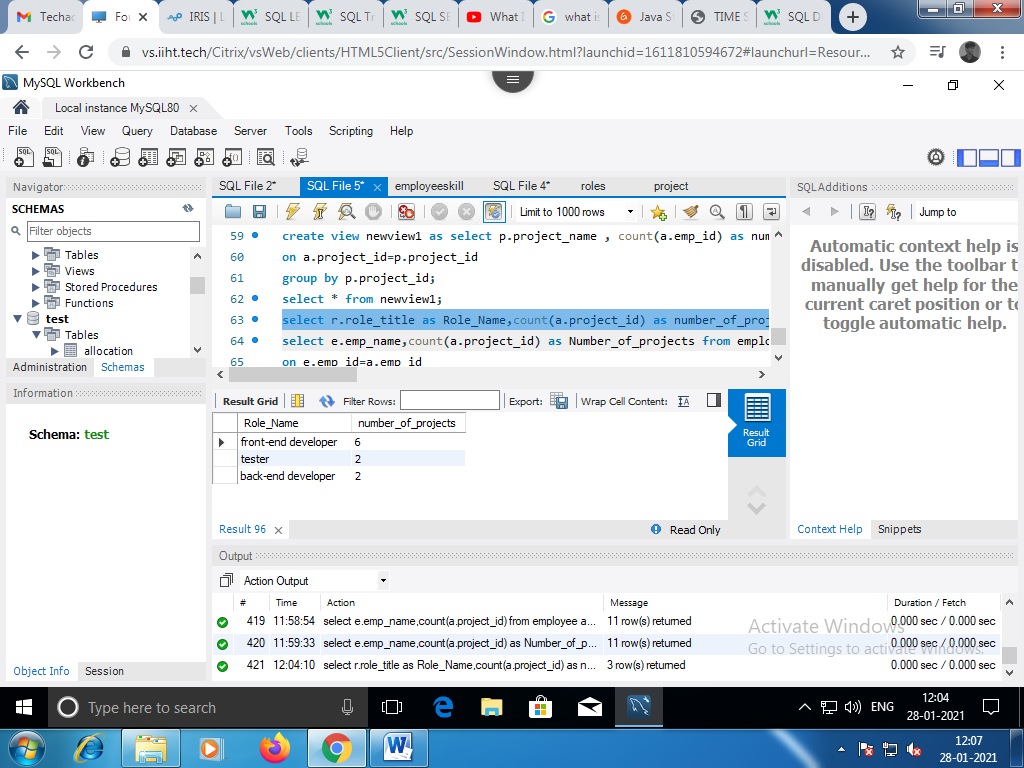 Techac
Fou
IRIS | L
SQL LE
SQL Tr
SQL SE
What I
what is
Java S
TIME S
SQL D
vs.iiht.tech/Citrix/vsWeb/clients/HTML5Client/src/SessionWindow.html?launchid=1611810594672#launchurl=Resour...
MySQL Workbench
Local instance MySQL80
File Edit View Query Database Server Tools Scripting Help
Navigator
SCHEMAS
Filter objects
Tables
Views
Stored Procedures
Functions
test
Tables
allocation
Administration Schemas
Information
Schema: test
Object Info Session
SQL File 2* SQL File 5* employeeskill SQL File 4* roles project
Limit to 1000 rows
59 create view newview1 as select p.project_name , count(a.emp_id) as num
60 on a.project_id=p.project_id
61 group by p.project_id;
62 select * from newview1;
63 select r.role_title as Role_Name,count(a.project_id) as number_of_proj
64 select e.emp_name,count(a.project_id) as Number_of_projects from emplo
65 on e.emp_id=a.emp_id
Result Grid Filter Rows: Export: Wrap Cell Content:
Role_Name number_of_projects
front-end developer 6
tester 2
back-end developer 2
Result
Grid
Result 96 Read Only
SQLAdditions
Jump to
Automatic context help is
disabled. Use the toolbar t
manually get help for the
current caret position or to
toggle automatic help.
Context Help Snippets
Output
Action Output
# Time Action Message Duration / Fetch
419 11:58:54 select e.emp_name,count(a.project_id) from employee a... 11 row(s) returned 0.000 sec / 0.000 sec
420 11:59:33 select e.emp_name,count(a.project_id) as Number_of_p... 11 row(s) returned 0.000 sec / 0.000 sec
421 12:04:10 select r.role_title as Role_Name,count(a.project_id) as n... 3 row(s) returned 0.000 sec / 0.000 sec
Activate Windows
Go to Settings to activate Windows.
Type here to search
ENG
12:04
28-01-2021
12:07
28-01-2021